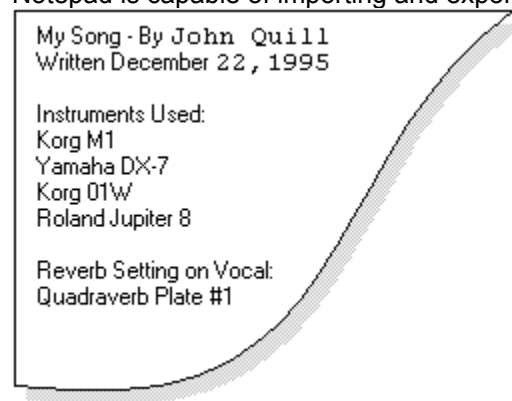 Notepad is capable of importing and expor
My Song - By John Quill
Written December 22, 1995
Instruments Used:
Korg M1
Yamaha DX-7
Korg 01W
Roland Jupiter 8
Reverb Setting on Vocal:
Quadraverb Plate #1